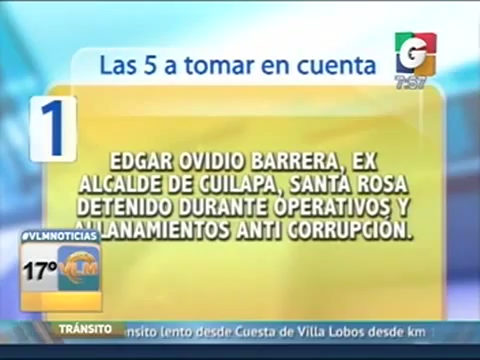 Las 5 a tomar en cuenta
G
7:57
1
EDGAR OVIDIO BARRERA, EX
ALCALDE DE CUILAPA, SANTA ROSA
DETENIDO DURANTE OPERATIVOS Y
ALLANAMIENTOS ANTI CORRUPCIÓN.
#VLMNOTICIAS
17º
VLM
TRÁNSITO
nsito lento desde Cuesta de Villa Lobos desde km